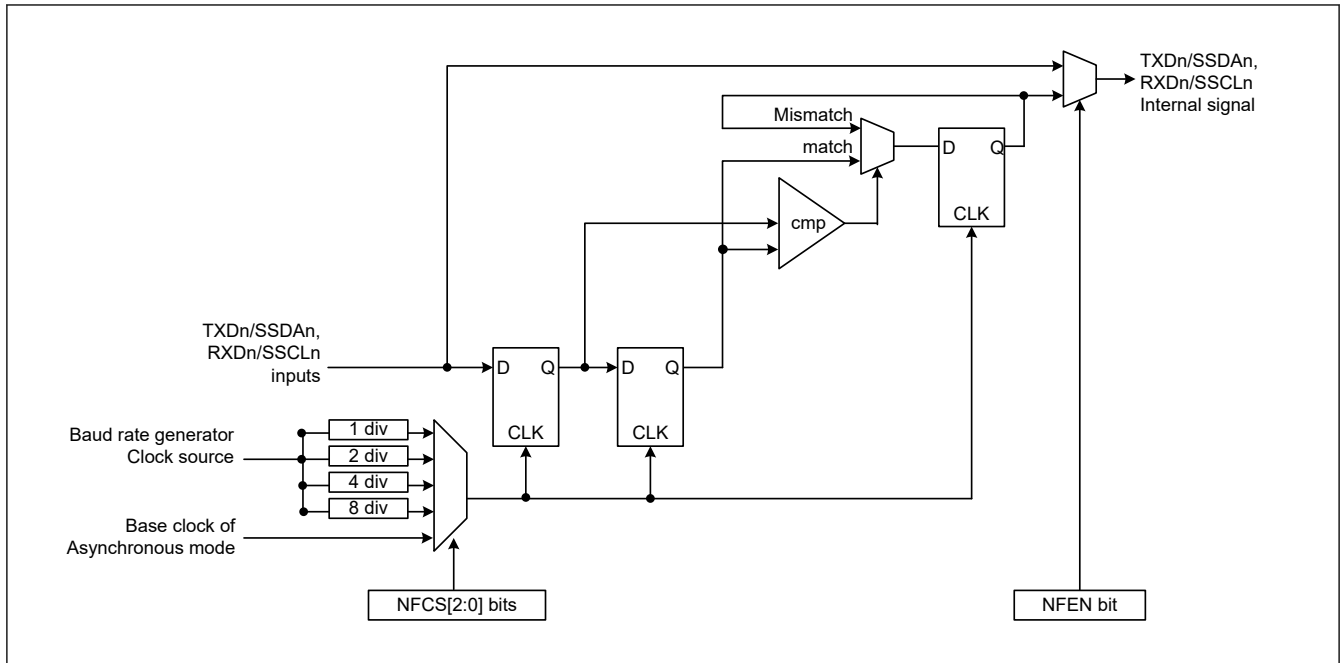 TXDn/SSDAn,
RXDn/SSCLn
Internal signal
Mismatch
match
D
Q
CLK
cmp
TXDn/SSDAn,
RXDn/SSCLn
inputs
D
Q
CLK
D
Q
CLK
Baud rate generator
Clock source
1 div
2 div
4 div
8 div
Base clock of
Asynchronous mode
NFCS[2:0] bits
NFEN bit